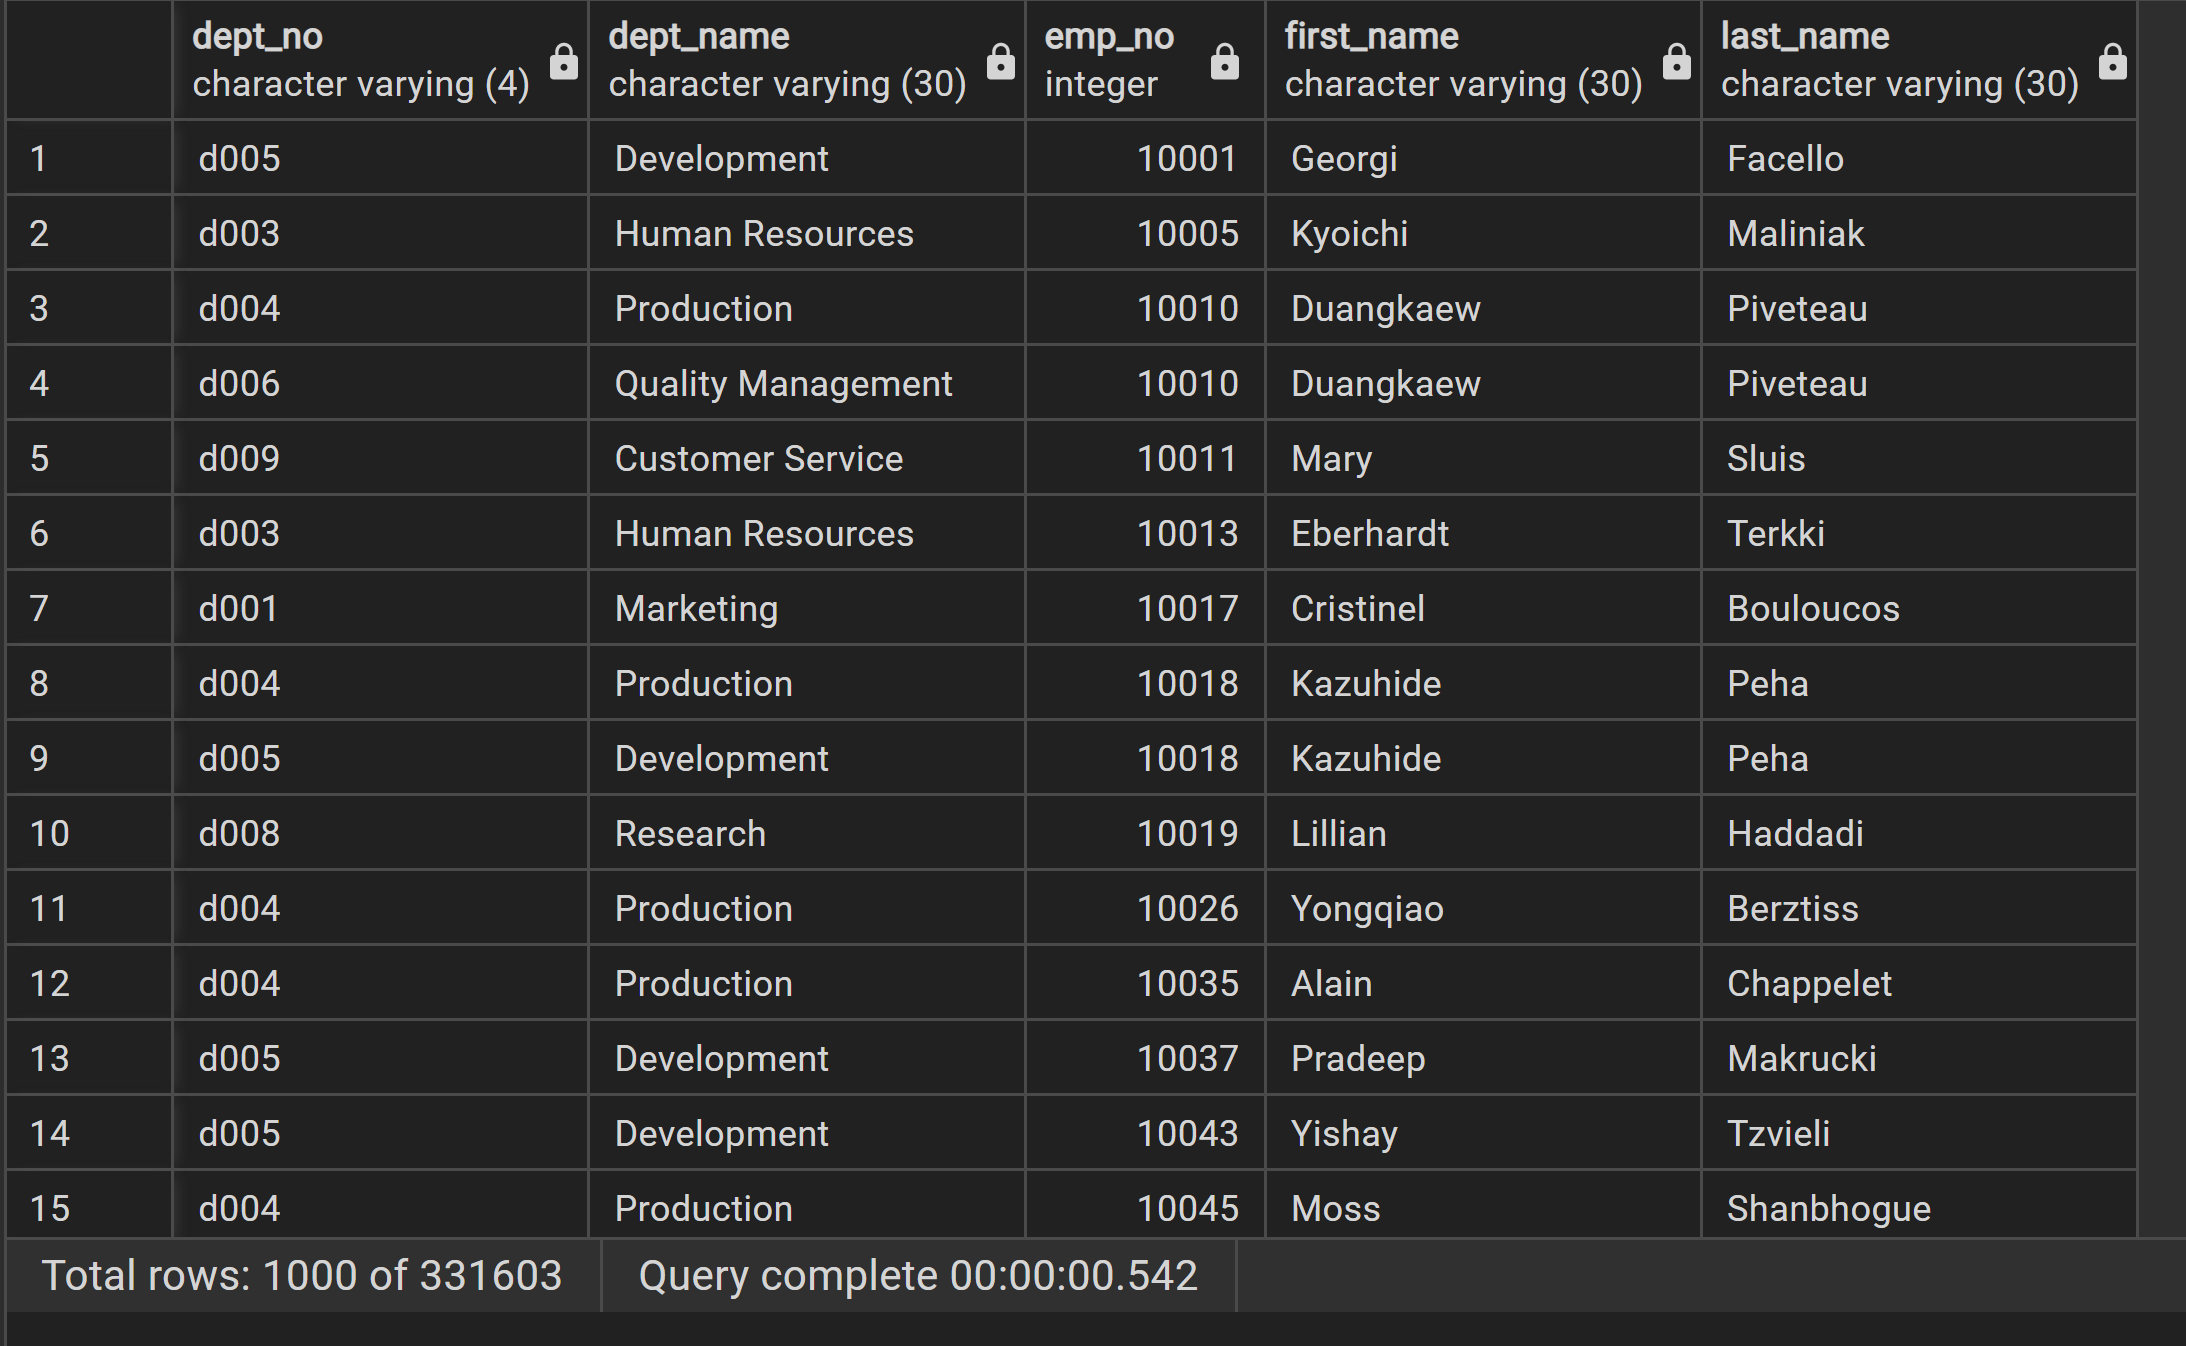 dept_no dept_name emp_no first_name last_name
character varying (4) character varying (30) integer character varying (30) character varying (30)
1 d005 Development 10001 Georgi Facello
2 d003 Human Resources 10005 Kyoichi Maliniak
3 d004 Production 10010 Duangkaew Piveteau
4 d006 Quality Management 10010 Duangkaew Piveteau
5 d009 Customer Service 10011 Mary Sluis
6 d003 Human Resources 10013 Eberhardt Terkki
7 d001 Marketing 10017 Cristinel Bouloucos
8 d004 Production 10018 Kazuhide Peha
9 d005 Development 10018 Kazuhide Peha
10 d008 Research 10019 Lillian Haddadi
11 d004 Production 10026 Yongqiao Berztiss
12 d004 Production 10035 Alain Chappelet
13 d005 Development 10037 Pradeep Makrucki
14 d005 Development 10043 Yishay Tzvieli
15 d004 Production 10045 Moss Shanbhogue
Total rows: 1000 of 331603 Query complete 00:00:00.542